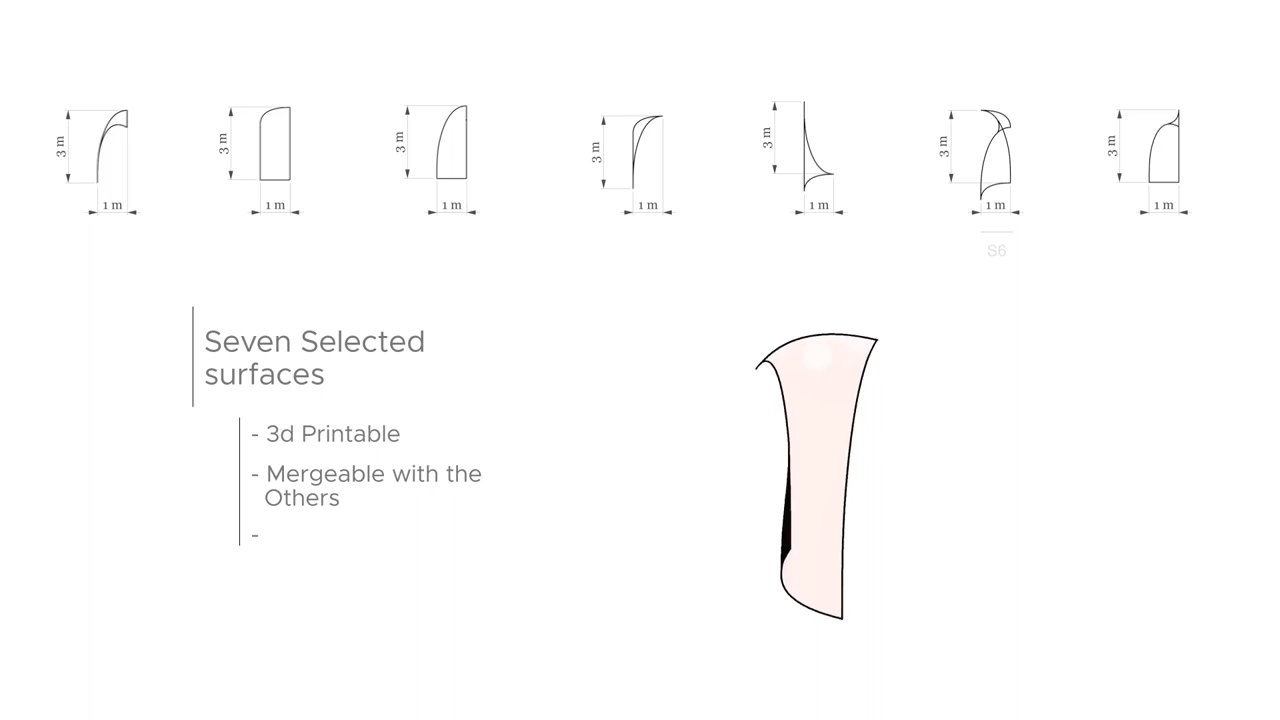 3 m
3 m
3 m
3 m
3 m
3 m
3 m
1 m
1 m
1 m
1 m
1 m
1 m
1 m
S6
Seven Selected
surfaces
- 3d Printable
- Mergeable with the
Others
-